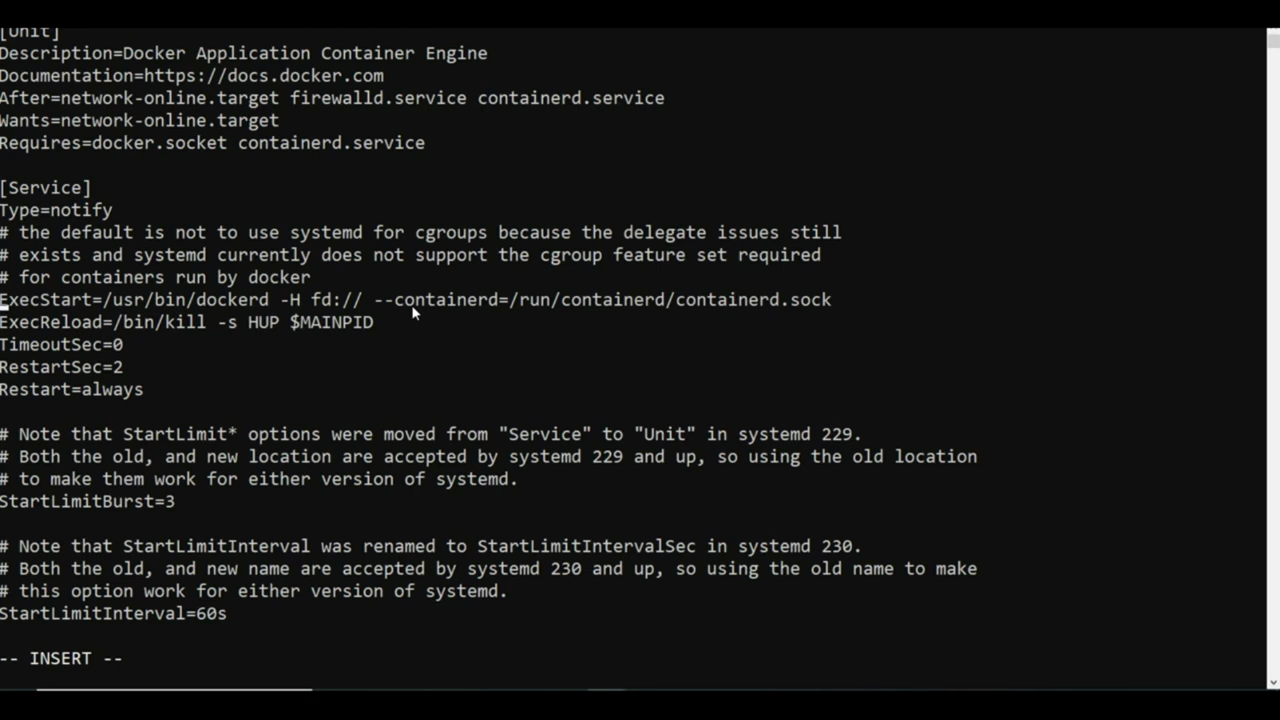 [Unit]
Description=Docker Application Container Engine
Documentation=https://docs.docker.com
After=network-online.target firewalld.service containerd.service
Wants=network-online.target
Requires=docker.socket containerd.service
[Service]
Type=notify
# the default is not to use systemd for cgroups because the delegate issues still
# exists and systemd currently does not support the cgroup feature set required
# for containers run by docker
ExecStart=/usr/bin/dockerd -H fd:// --containerd=/run/containerd/containerd.sock
ExecReload=/bin/kill -s HUP $MAINPID
TimeoutSec=0
RestartSec=2
Restart=always
# Note that StartLimit* options were moved from "Service" to "Unit" in systemd 229.
# Both the old, and new location are accepted by systemd 229 and up, so using the old location
# to make them work for either version of systemd.
StartLimitBurst=3
# Note that StartLimitInterval was renamed to StartLimitIntervalSec in systemd 230.
# Both the old, and new name are accepted by systemd 230 and up, so using the old name to make
# this option work for either version of systemd.
StartLimitInterval=60s
-- INSERT --